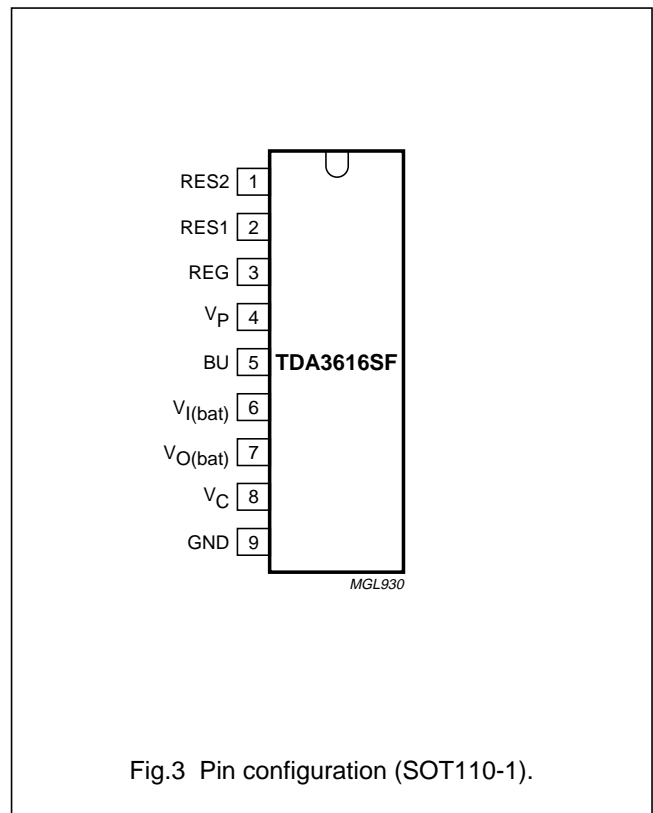 RES2 1
RES1 2
REG 3
VP 4
BU 5 TDA3616SF
VI(bat) 6
VO(bat) 7
VC 8
GND 9
MGL930
Fig.3 Pin configuration (SOT110-1).